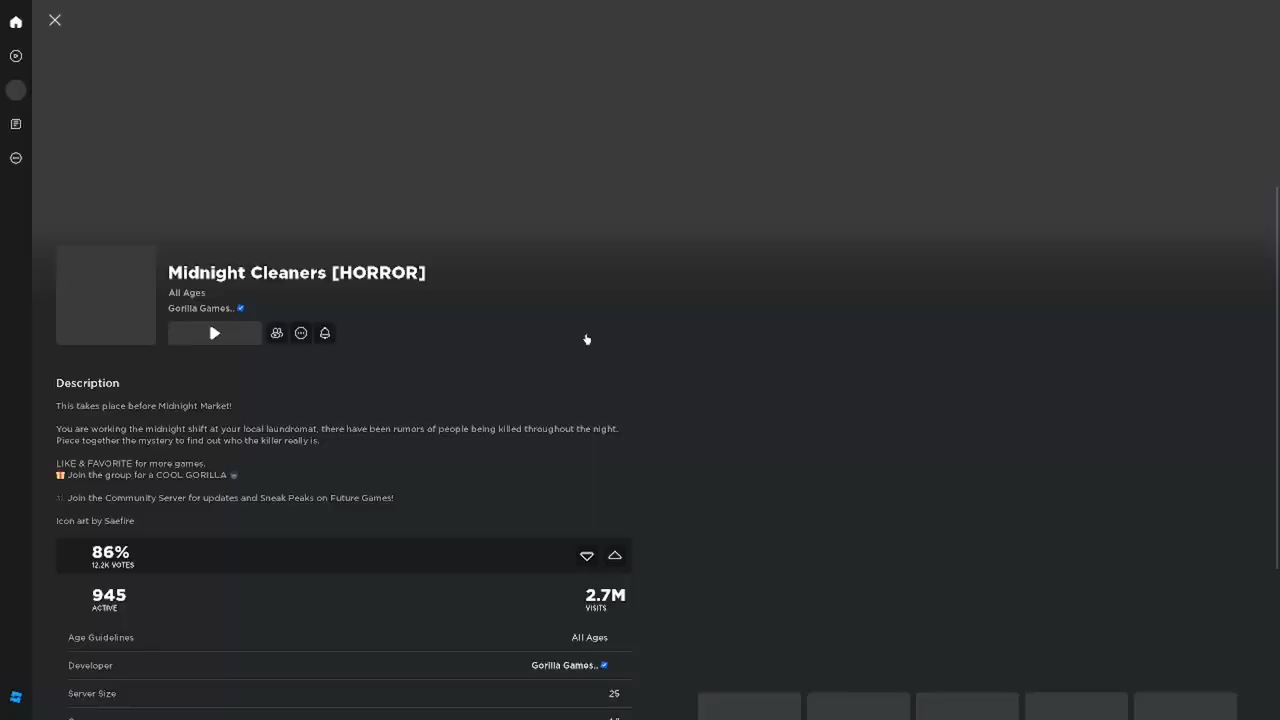 Midnight Cleaners [HORROR]
All Ages
Gorilla Games..
Description
This takes place before Midnight Market!
You are working the midnight shift at your local laundromat, there have been rumors of people being killed throughout the night.
Piece together the mystery to find out who the killer really is.
LIKE & FAVORITE for more games.
Join the group for a COOL GORILLA
Join the Community Server for updates and Sneak Peaks on Future Games!
Icon art by Saefire
86%
12.2K VOTES
945
ACTIVE
2.7M
VISITS
Age Guidelines
All Ages
Developer
Gorilla Games..
Server Size
25